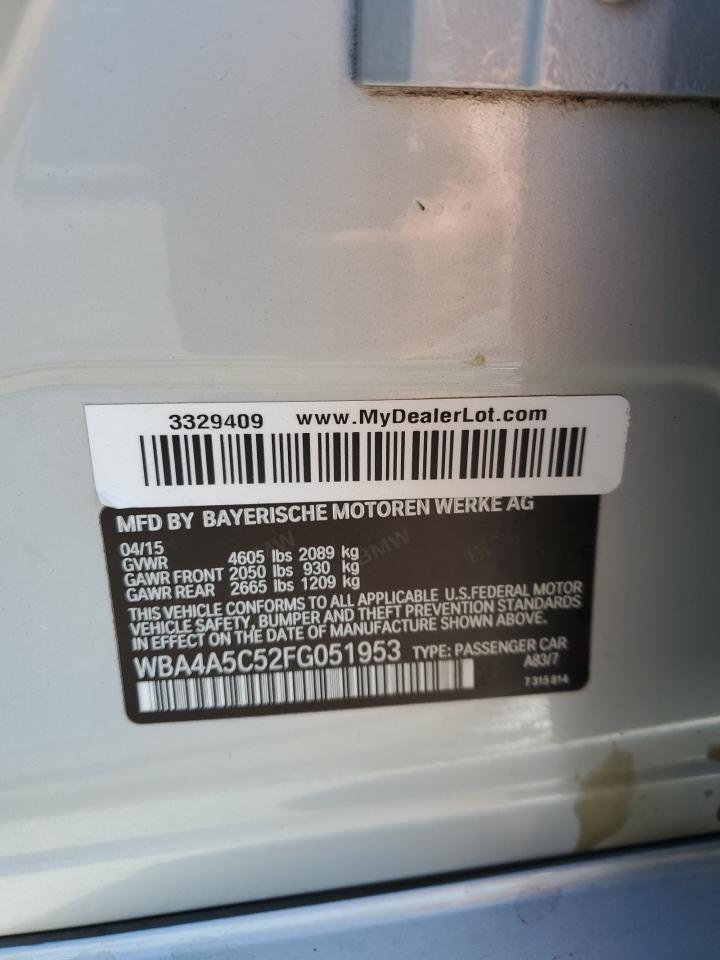 3329409 www.MyDealerLot.com
MFD BY BAYERISCHE MOTOREN WERKE AG
04/15
GVWR 4605 lbs 2089 kg
GAWR FRONT 2050 lbs 930 kg
GAWR REAR 2665 lbs 1209 kg
THIS VEHICLE CONFORMS TO ALL APPLICABLE U.S.FEDERAL MOTOR
VEHICLE SAFETY, BUMPER AND THEFT PREVENTION STANDARDS
IN EFFECT ON THE DATE OF MANUFACTURE SHOWN ABOVE.
WBA4A5C52FG051953 TYPE: PASSENGER CAR
A83/7
7 315 814